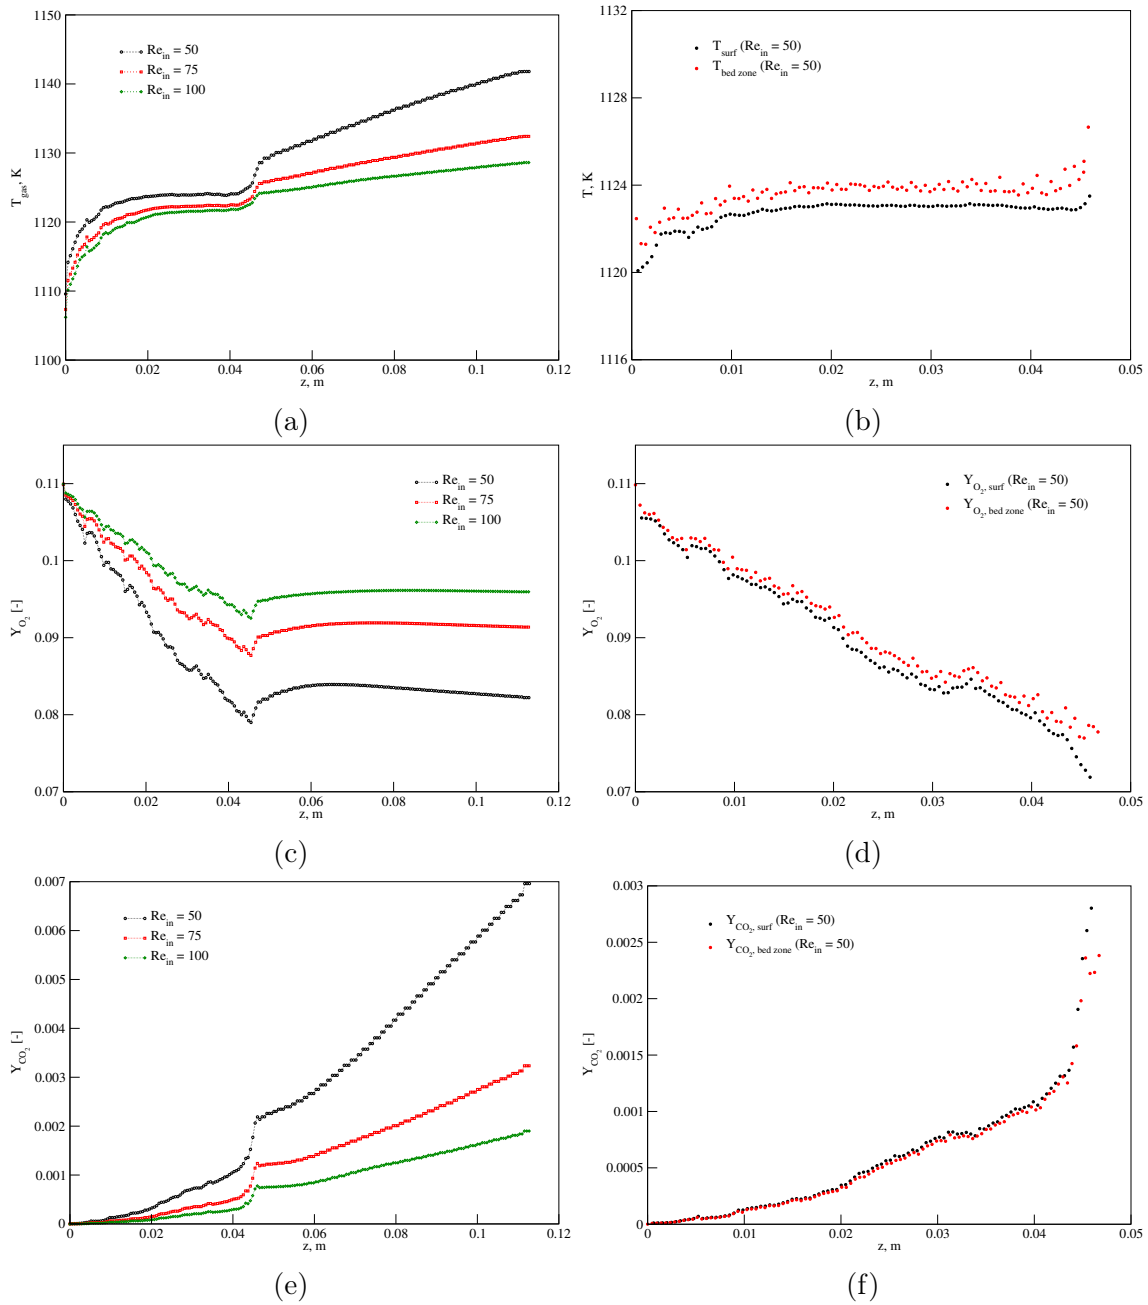 1150
1140
1130
1120
1110
1100
T_gas, K
Re_in = 50
Re_in = 75
Re_in = 100
0 0.02 0.04 0.06 0.08 0.1 0.12
z, m
(a)
1132
1128
1124
1120
1116
T, K
T_surf (Re_in = 50)
T_bed zone (Re_in = 50)
0 0.01 0.02 0.03 0.04 0.05
z, m
(b)
0.11
0.1
0.09
0.08
0.07
Y_O_2 [-]
Re_in = 50
Re_in = 75
Re_in = 100
0 0.02 0.04 0.06 0.08 0.1 0.12
z, m
(c)
0.11
0.1
0.09
0.08
0.07
Y_O_2 [-]
Y_O_2, surf (Re_in = 50)
Y_O_2, bed zone (Re_in = 50)
0 0.01 0.02 0.03 0.04 0.05
z, m
(d)
0.007
0.006
0.005
0.004
0.003
0.002
0.001
0
Y_CO_2 [-]
Re_in = 50
Re_in = 75
Re_in = 100
0 0.02 0.04 0.06 0.08 0.1 0.12
z, m
(e)
0.003
0.0025
0.002
0.0015
0.001
0.0005
0
Y_CO_2 [-]
Y_CO_2, surf (Re_in = 50)
Y_CO_2, bed zone (Re_in = 50)
0 0.01 0.02 0.03 0.04 0.05
z, m
(f)